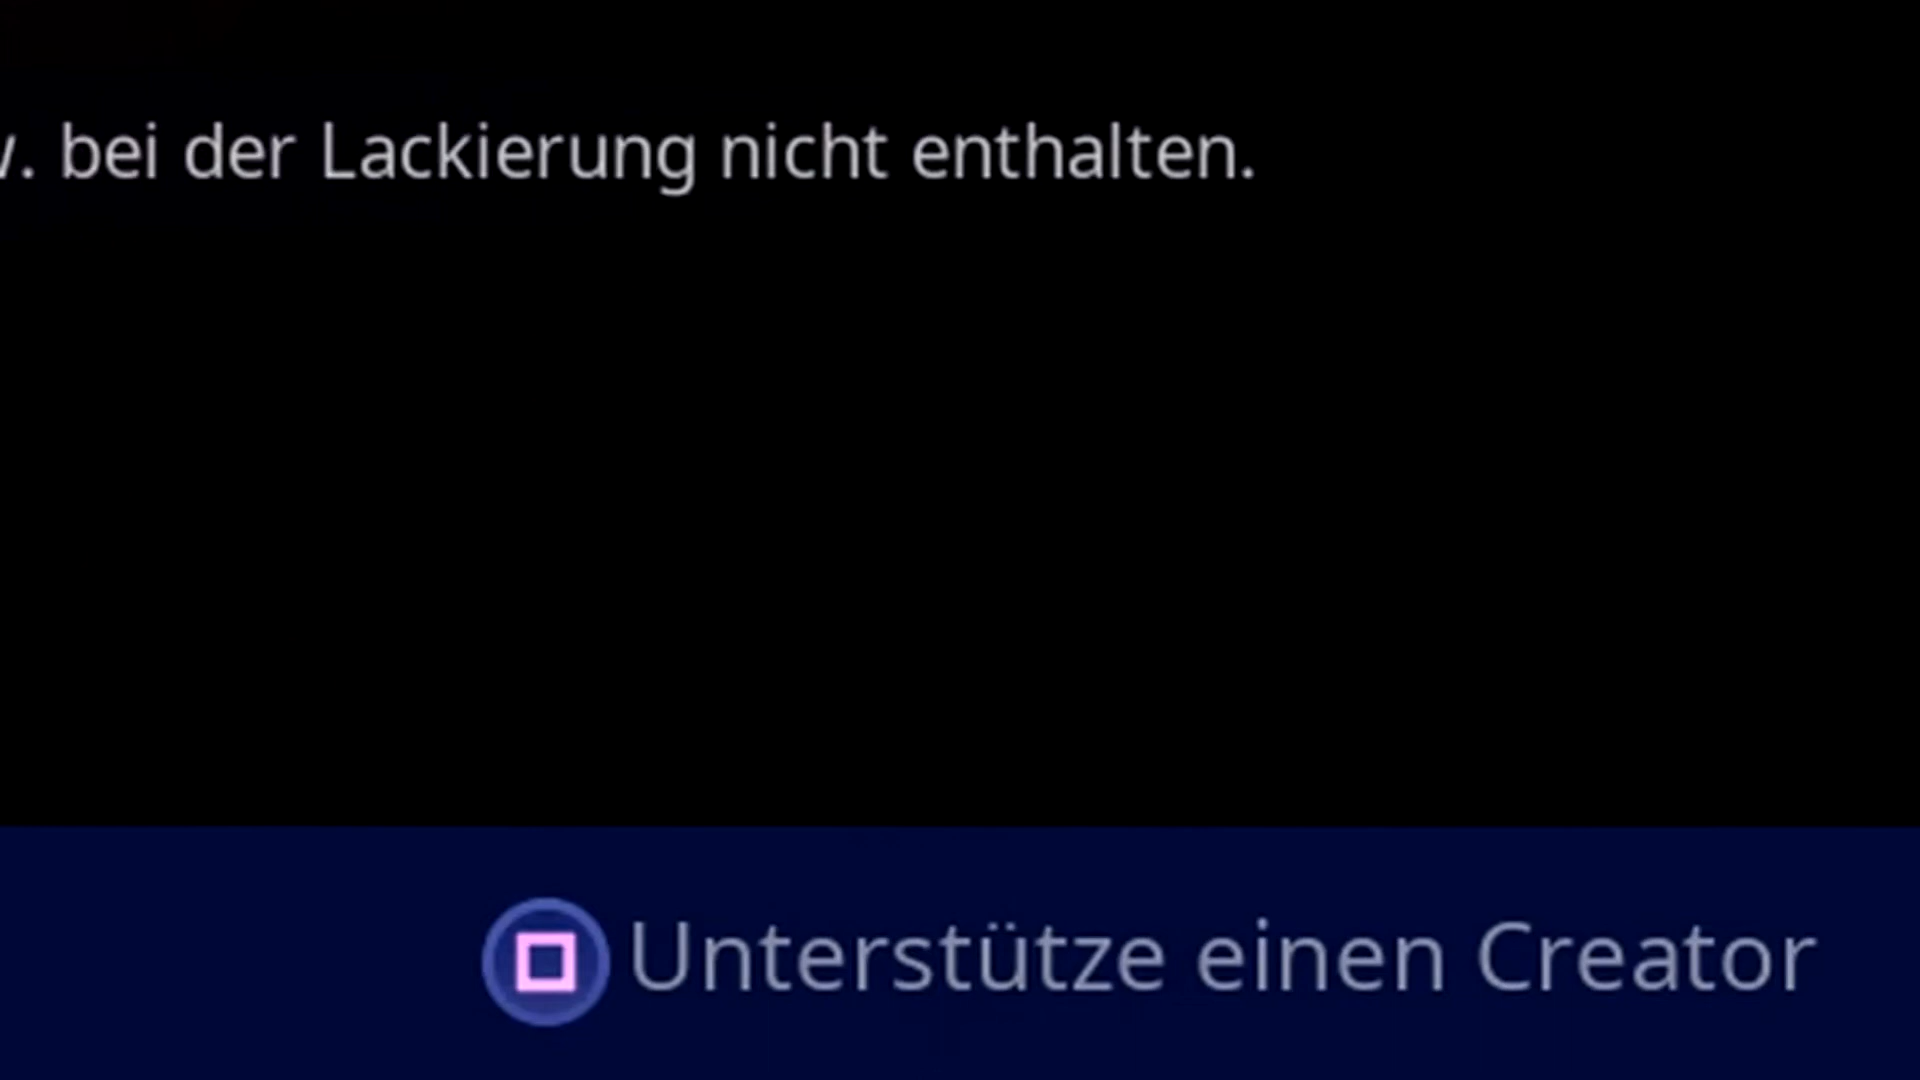 . bei der Lackierung nicht enthalten.
Unterstütze einen Creator